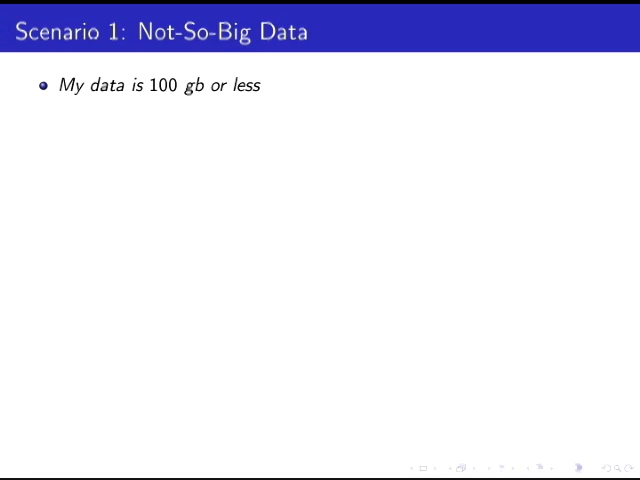 Scenario 1: Not-So-Big Data
My data is 100 gb or less